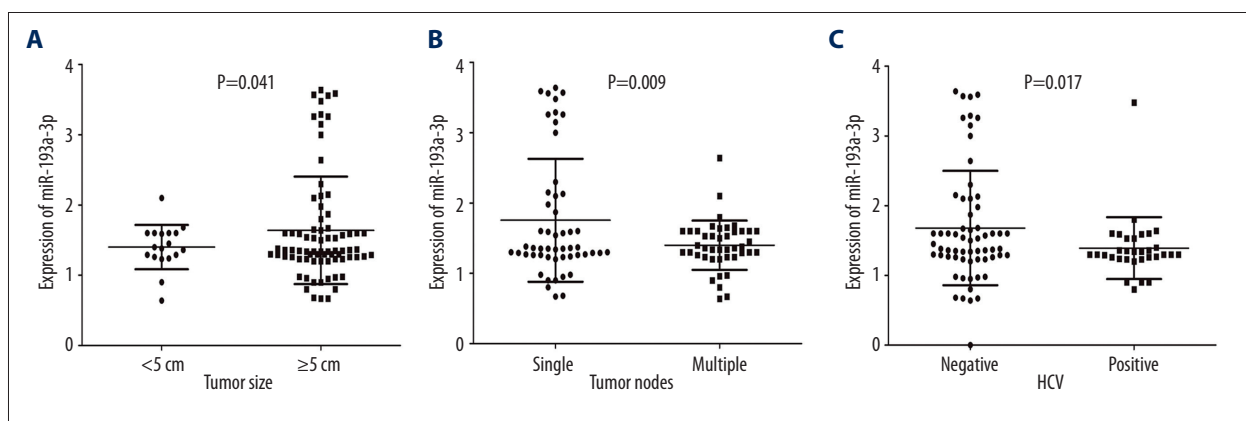 A
P=0.041
Expression of miR-193a-3p
4
3
2
1
0
<5 cm ≥5 cm
Tumor size
B
P=0.009
Expression of miR-193a-3p
4
3
2
1
0
Single Multiple
Tumor nodes
C
P=0.017
Expression of miR-193a-3p
4
3
2
1
0
Negative Positive
HCV